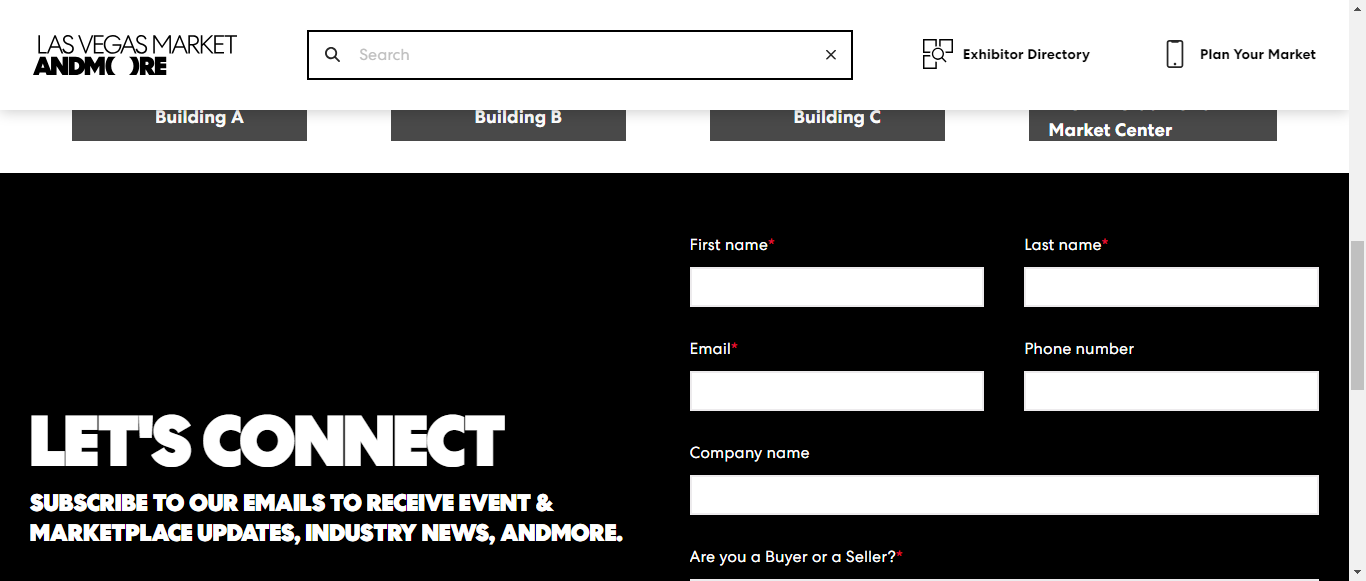 LAS VEGAS MARKET
ANDMORE
Search
Exhibitor Directory
Plan Your Market
Building A
Building B
Building C
Market Center
First name*
Last name*
Email*
Phone number
LET'S CONNECT
Company name
SUBSCRIBE TO OUR EMAILS TO RECEIVE EVENT &
MARKETPLACE UPDATES, INDUSTRY NEWS, ANDMORE.
Are you a Buyer or a Seller?*